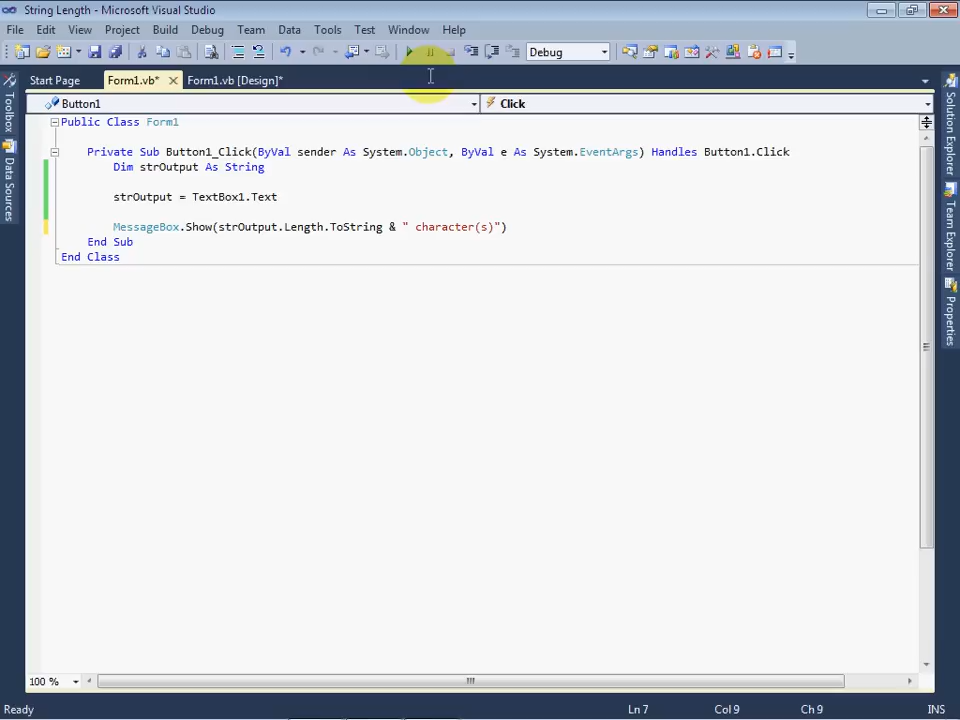 String Length - Microsoft Visual Studio
File Edit View Project Build Debug Team Data Tools Test Window Help
Debug
Start Page Form1.vb* Form1.vb [Design]*
Button1 Click
Public Class Form1
Private Sub Button1_Click(ByVal sender As System.Object, ByVal e As System.EventArgs) Handles Button1.Click
Dim strOutput As String
strOutput = TextBox1.Text
MessageBox.Show(strOutput.Length.ToString & " character(s)")
End Sub
End Class
Toolbox
Data Sources
Solution Explorer
Team Explorer
Properties
100 %
Ready Ln 7 Col 9 Ch 9 INS